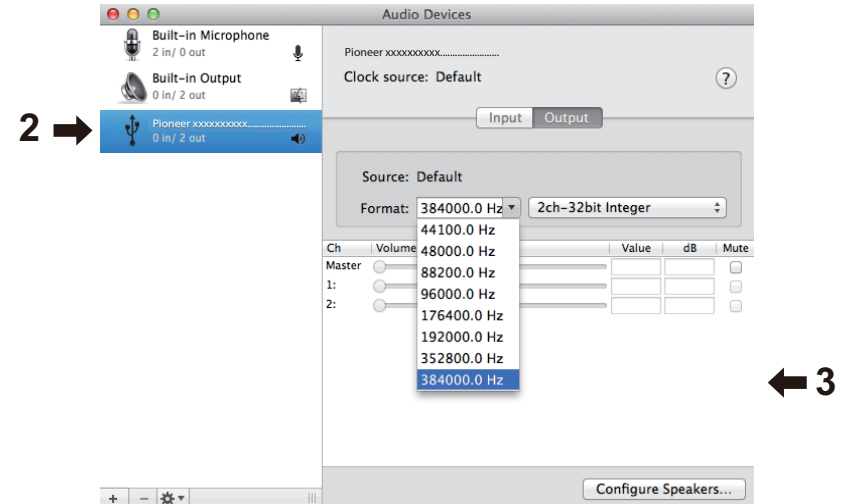 Audio Devices
Built-in Microphone
2 in/ 0 out
Built-in Output
0 in/ 2 out
2
Pioneer xxxxxxxxxx........................
0 in/ 2 out
Pioneer xxxxxxxxxx........................
Clock source: Default
?
Input Output
Source: Default
Format: 384000.0 Hz 2ch-32bit Integer
44100.0 Hz
48000.0 Hz
88200.0 Hz
96000.0 Hz
176400.0 Hz
192000.0 Hz
352800.0 Hz
384000.0 Hz
Ch Volume Value dB Mute
Master
1:
2:
3
Configure Speakers...
+ −